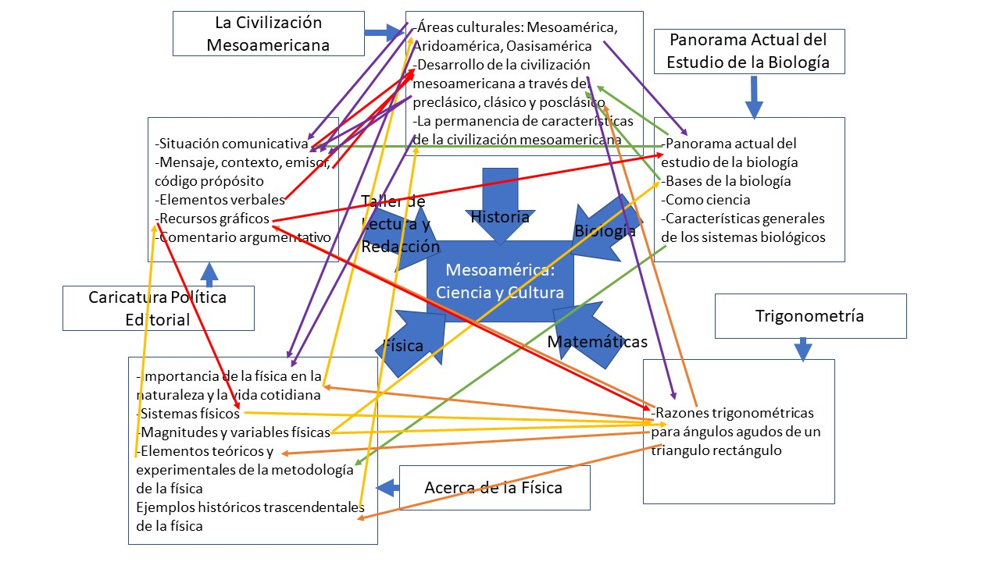 La Civilización
Mesoamericana
-Áreas culturales: Mesoamérica,
Aridoamérica, Oasisamérica
-Desarrollo de la civilización
mesoamericana a través del
preclásico, clásico y posclásico
-La permanencia de características
de la civilización mesoamericana
Panorama Actual del
Estudio de la Biología
-Situación comunicativa
-Mensaje, contexto, emisor,
código própósito
-Elementos verbales
-Recursos gráficos
-Comentario argumentativo
-Panorama actual del
estudio de la biología
-Bases de la biología
-Como ciencia
-Características generales
de los sistemas biológicos
Taller de
Lectura y
Redacción
Historia
Biología
Mesoamérica:
Ciencia y Cultura
Caricatura Política
Editorial
Física
Matemáticas
Trigonometría
-Importancia de la física en la
naturaleza y la vida cotidiana
-Sistemas físicos
-Magnitudes y variables físicas
-Elementos teóricos y
experimentales de la metodología
de la física
Ejemplos históricos trascendentales
de la física
Acerca de la Física
-Razones trigonométricas
para ángulos agudos de un
triangulo rectángulo